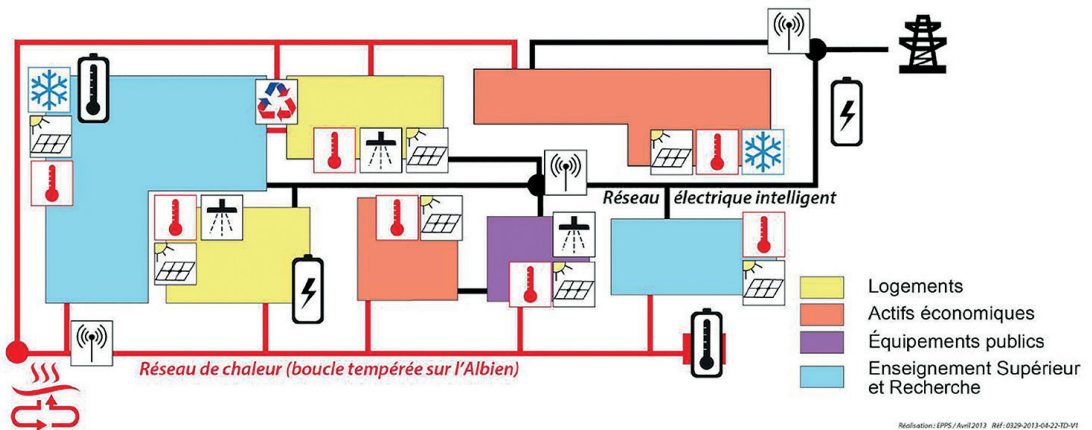 Réseau électrique intelligent
Réseau de chaleur (boucle tempérée sur l'Albien)
Logements
Actifs économiques
Équipements publics
Enseignement Supérieur
et Recherche
Réalisation : EPPS / Avril 2013 Réf : 0329-2013-04-22-TD-V1